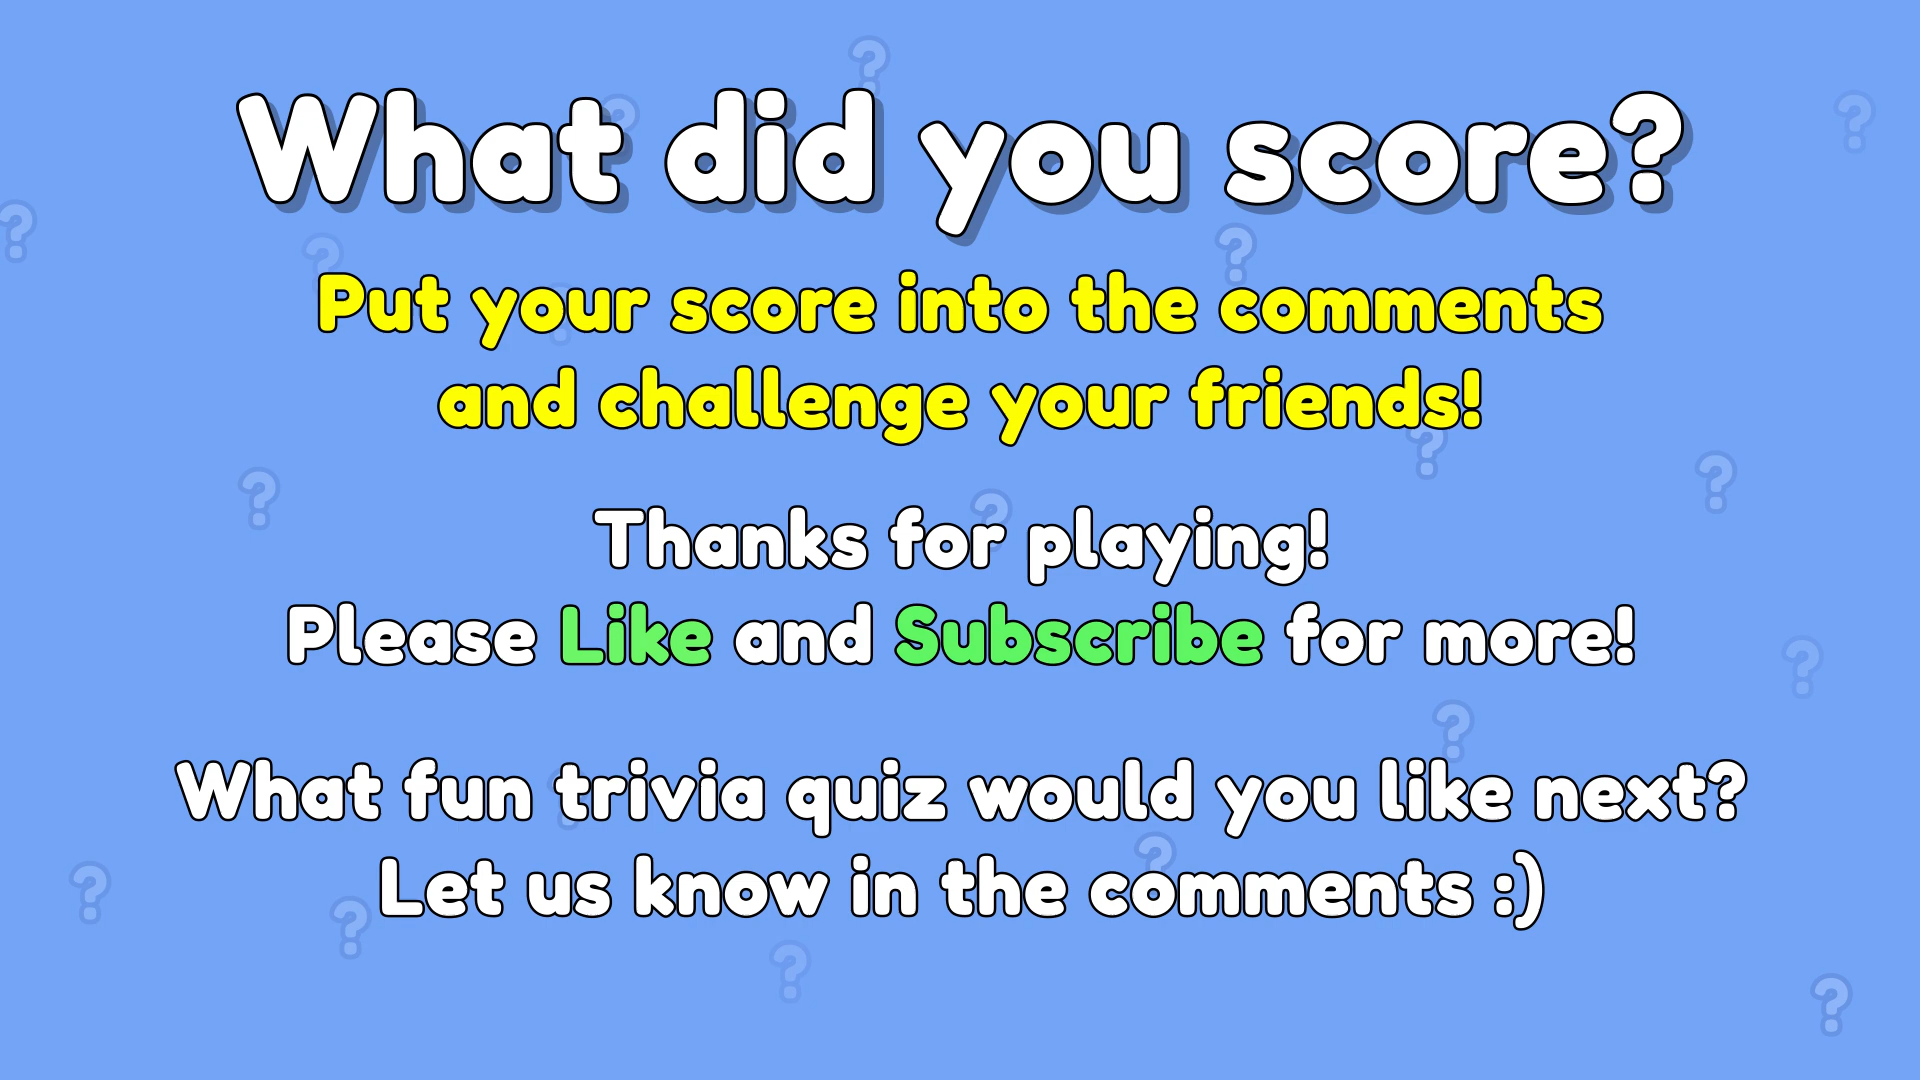 What did you score?
Put your score into the comments
and challenge your friends!
Thanks for playing!
Please Like and Subscribe for more!
What fun trivia quiz would you like next?
Let us know in the comments :)